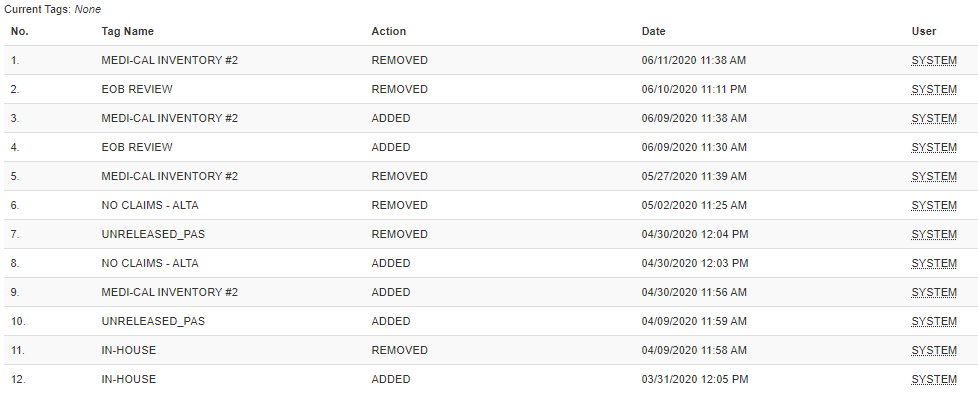 Current Tags: None
No. Tag Name Action Date User
1. MEDI-CAL INVENTORY #2 REMOVED 06/11/2020 11:38 AM SYSTEM
2. EOB REVIEW REMOVED 06/10/2020 11:11 PM SYSTEM
3. MEDI-CAL INVENTORY #2 ADDED 06/09/2020 11:38 AM SYSTEM
4. EOB REVIEW ADDED 06/09/2020 11:30 AM SYSTEM
5. MEDI-CAL INVENTORY #2 REMOVED 05/27/2020 11:39 AM SYSTEM
6. NO CLAIMS - ALTA REMOVED 05/02/2020 11:25 AM SYSTEM
7. UNRELEASED_PAS REMOVED 04/30/2020 12:04 PM SYSTEM
8. NO CLAIMS - ALTA ADDED 04/30/2020 12:03 PM SYSTEM
9. MEDI-CAL INVENTORY #2 ADDED 04/30/2020 11:56 AM SYSTEM
10. UNRELEASED_PAS ADDED 04/09/2020 11:59 AM SYSTEM
11. IN-HOUSE REMOVED 04/09/2020 11:58 AM SYSTEM
12. IN-HOUSE ADDED 03/31/2020 12:05 PM SYSTEM